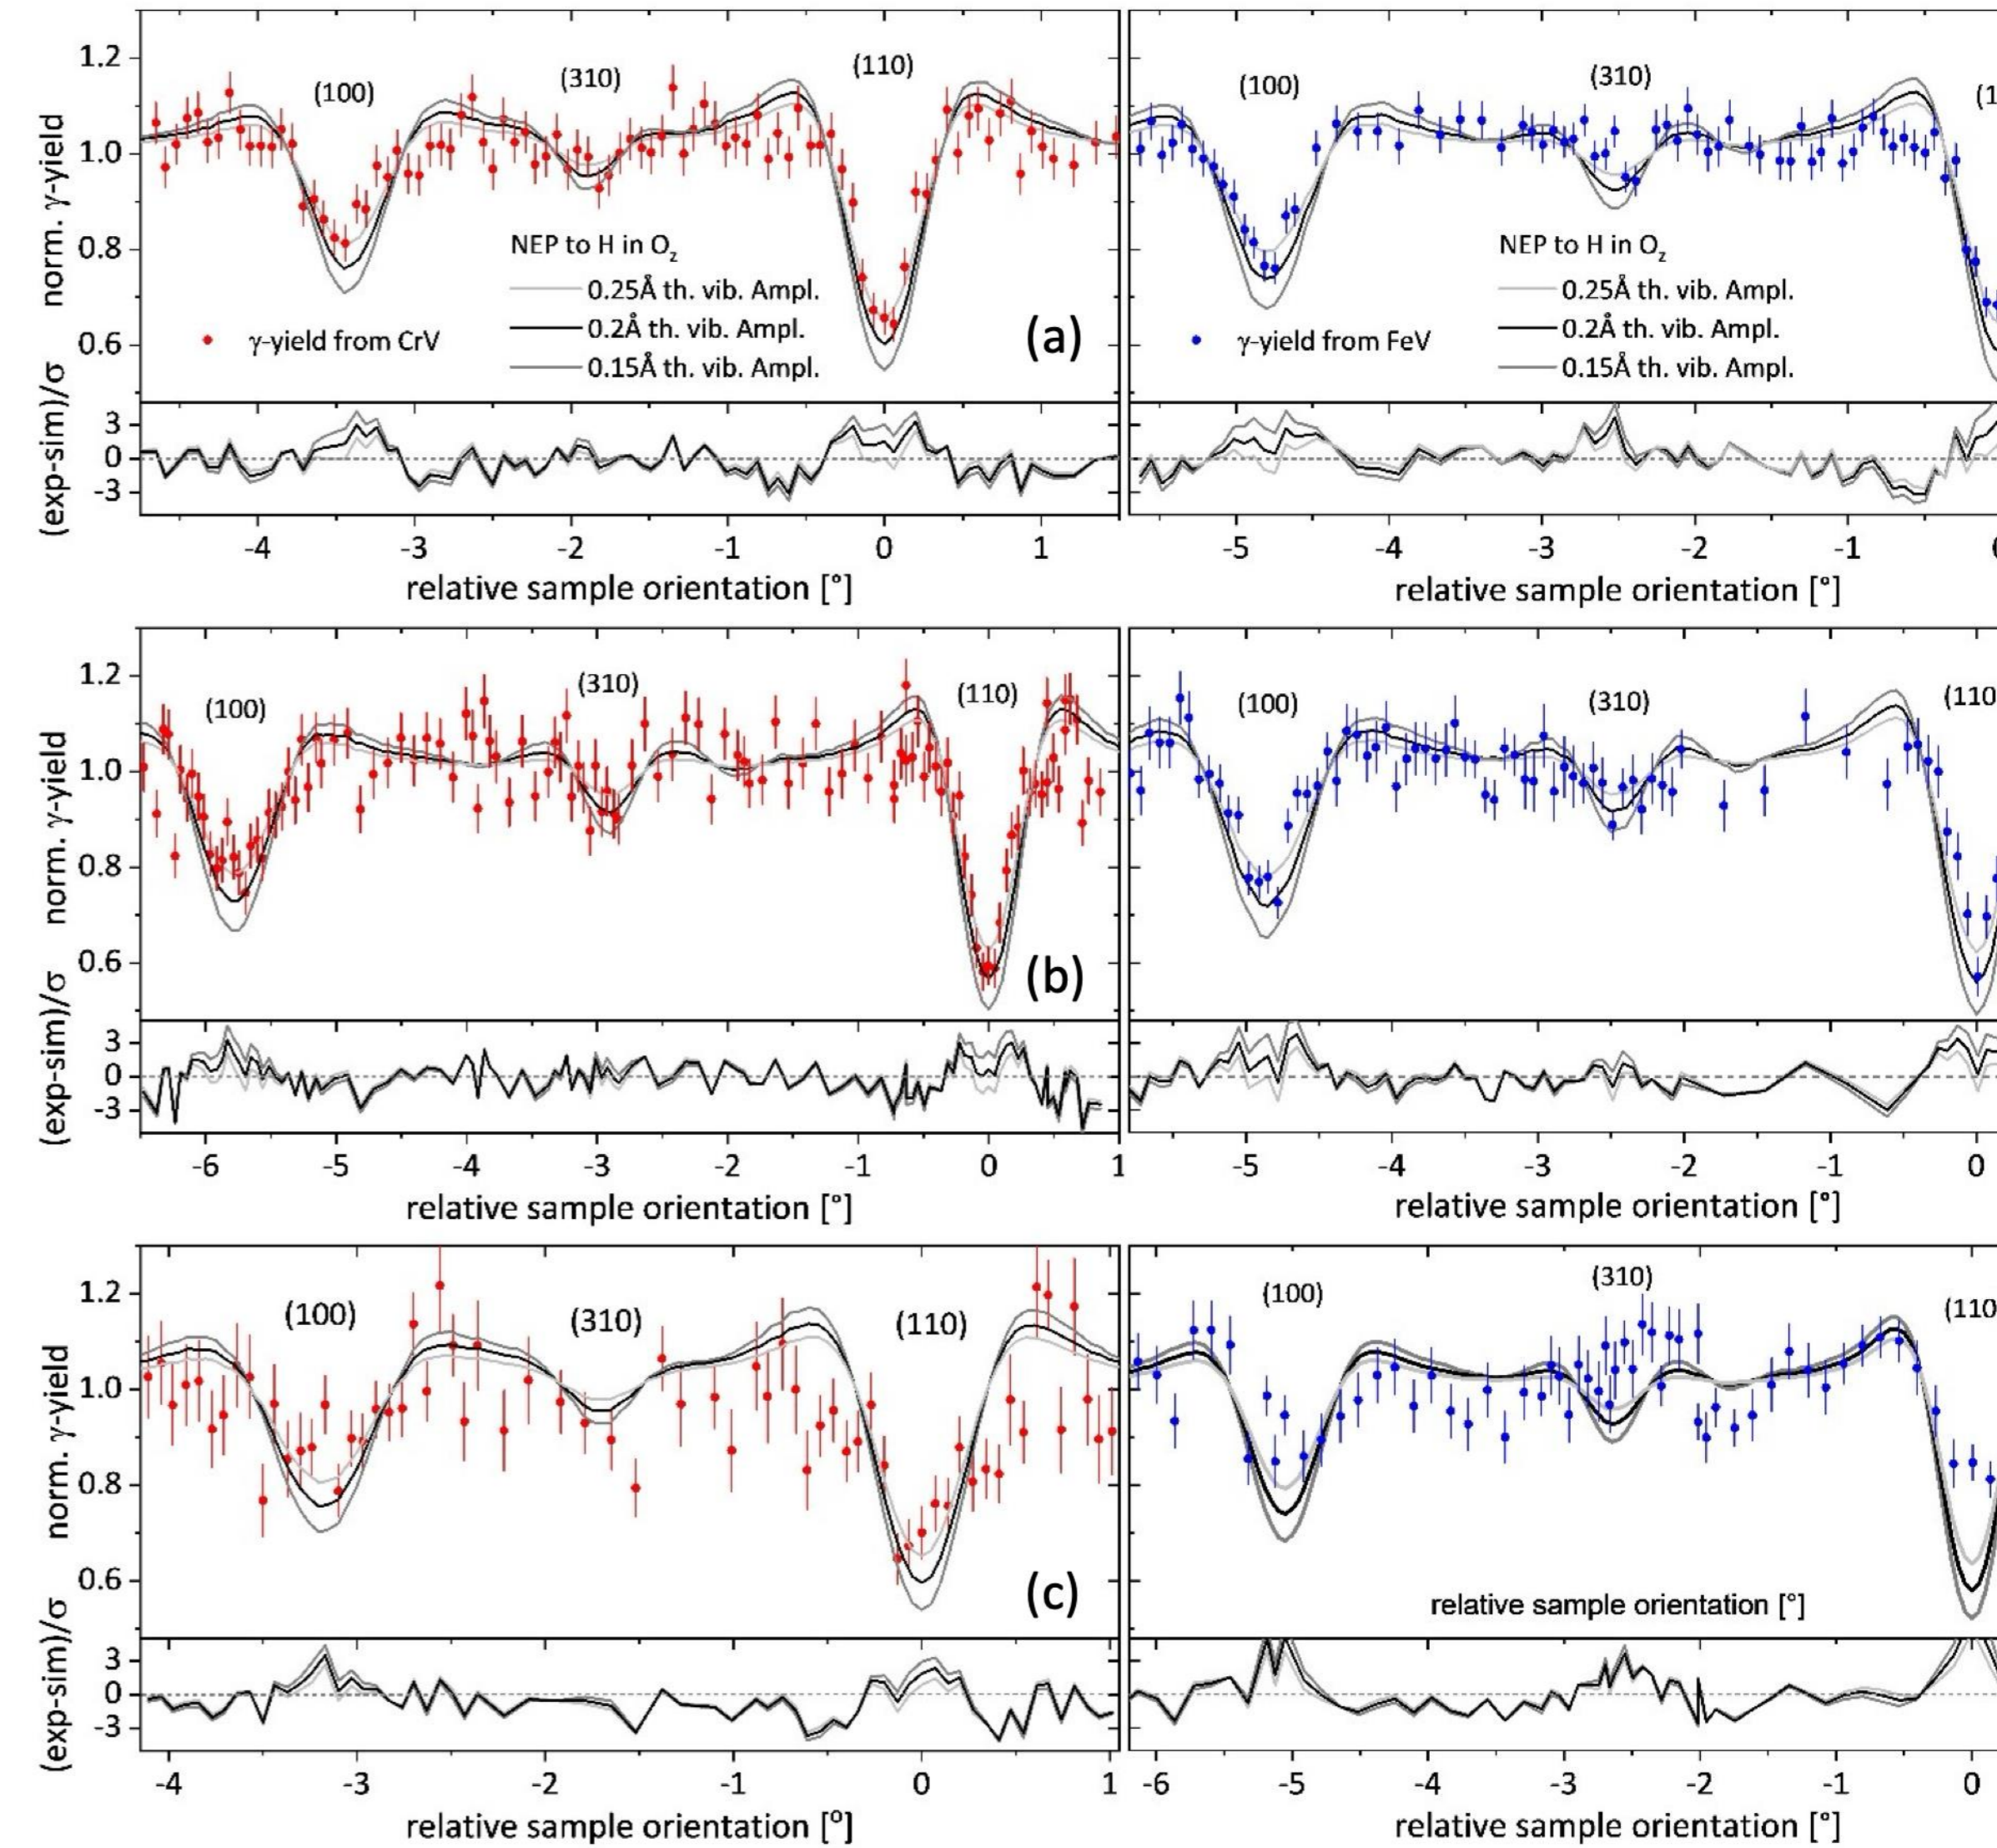 1.2
1.0
0.8
0.6
norm. γ-yield
(100)
(310)
(110)
NEP to H in Oz
0.25Å th. vib. Ampl.
0.2Å th. vib. Ampl.
0.15Å th. vib. Ampl.
γ-yield from CrV
(a)
3
0
-3
(exp-sim)/σ
-4 -3 -2 -1 0 1
relative sample orientation [°]
(100)
(310)
(1
NEP to H in Oz
0.25Å th. vib. Ampl.
0.2Å th. vib. Ampl.
0.15Å th. vib. Ampl.
γ-yield from FeV
-5 -4 -3 -2 -1
relative sample orientation [°]
1.2
1.0
0.8
0.6
norm. γ-yield
(100)
(310)
(110)
(b)
3
0
-3
(exp-sim)/σ
-6 -5 -4 -3 -2 -1 0 1
relative sample orientation [°]
(100)
(310)
(110
-5 -4 -3 -2 -1 0
relative sample orientation [°]
1.2
1.0
0.8
0.6
norm. γ-yield
(100)
(310)
(110)
(c)
3
0
-3
(exp-sim)/σ
-4 -3 -2 -1 0 1
relative sample orientation [°]
(100)
(310)
(110
relative sample orientation [°]
-6 -5 -4 -3 -2 -1 0
relative sample orientation [°]